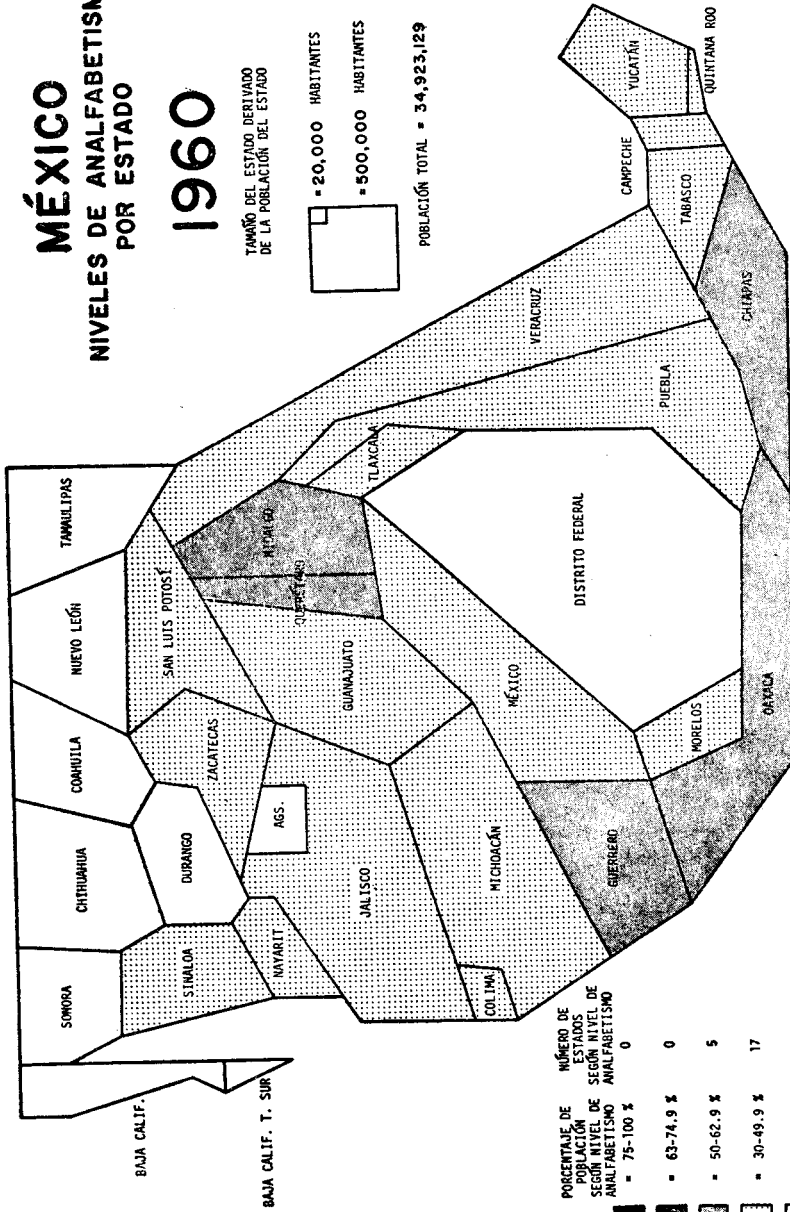 MÉXICO
NIVELES DE ANALFABETISM
POR ESTADO
1960
TAMAÑO DEL ESTADO DERIVADO
DE LA POBLACIÓN DEL ESTADO
= 20,000 HABITANTES
= 500,000 HABITANTES
POBLACIÓN TOTAL = 34,923,129
BAJA CALIF.
BAJA CALIF. T. SUR
SONORA
CHIHUAHUA
COAHUILA
NUEVO LEÓN
TAMAULIPAS
SINALOA
DURANGO
ZACATECAS
SAN LUIS POTOSÍ
NAYARIT
AGS.
JALISCO
GUANAJUATO
QUERÉTARO
HIDALGO
TLAXCALA
VERACRUZ
COLIMA
MICHOACÁN
MÉXICO
DISTRITO FEDERAL
PUEBLA
GUERRERO
MORELOS
OAXACA
CHIAPAS
TABASCO
CAMPECHE
YUCATÁN
QUINTANA ROO
PORCENTAJE DE
POBLACIÓN
SEGÚN NIVEL DE
ANALFABETISMO
NÚMERO DE
ESTADOS
SEGÚN NIVEL DE
ANALFABETISMO
= 75-100 % 0
= 63-74.9 % 0
= 50-62.9 % 5
= 30-49.9 % 17